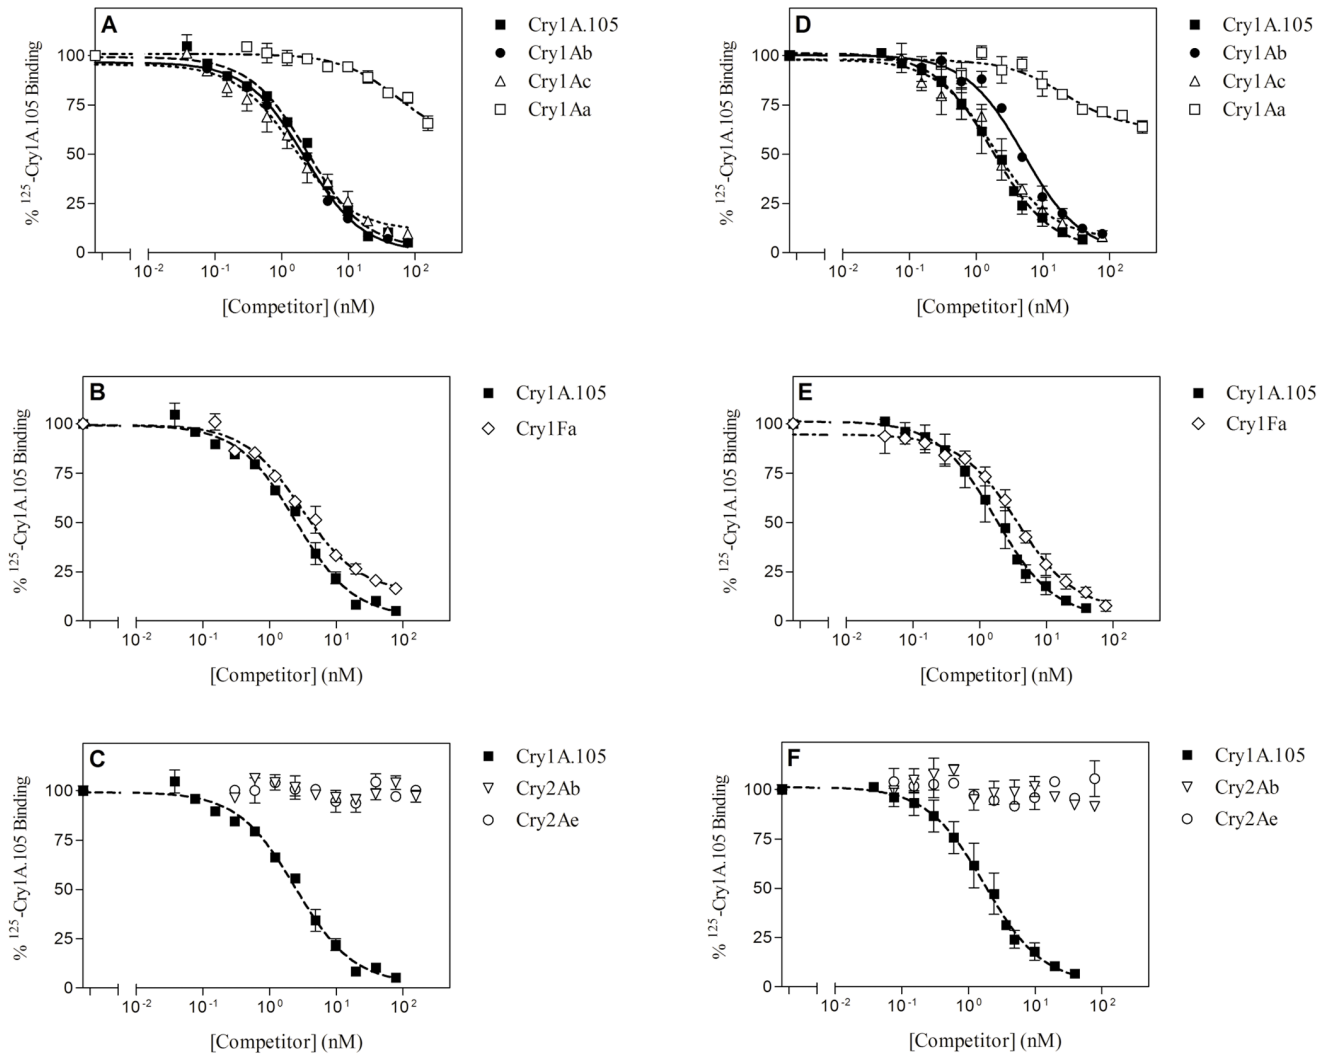 A
% ¹²⁵-Cry1A.105 Binding
100
75
50
25
0
10⁻² 10⁻¹ 10⁰ 10¹ 10²
[Competitor] (nM)
Cry1A.105
Cry1Ab
Cry1Ac
Cry1Aa
D
% ¹²⁵-Cry1A.105 Binding
100
75
50
25
0
10⁻² 10⁻¹ 10⁰ 10¹ 10²
[Competitor] (nM)
Cry1A.105
Cry1Ab
Cry1Ac
Cry1Aa
B
% ¹²⁵-Cry1A.105 Binding
100
75
50
25
0
10⁻² 10⁻¹ 10⁰ 10¹ 10²
[Competitor] (nM)
Cry1A.105
Cry1Fa
E
% ¹²⁵-Cry1A.105 Binding
100
75
50
25
0
10⁻² 10⁻¹ 10⁰ 10¹ 10²
[Competitor] (nM)
Cry1A.105
Cry1Fa
C
% ¹²⁵-Cry1A.105 Binding
100
75
50
25
0
10⁻² 10⁻¹ 10⁰ 10¹ 10²
[Competitor] (nM)
Cry1A.105
Cry2Ab
Cry2Ae
F
% ¹²⁵-Cry1A.105 Binding
100
75
50
25
0
10⁻² 10⁻¹ 10⁰ 10¹ 10²
[Competitor] (nM)
Cry1A.105
Cry2Ab
Cry2Ae